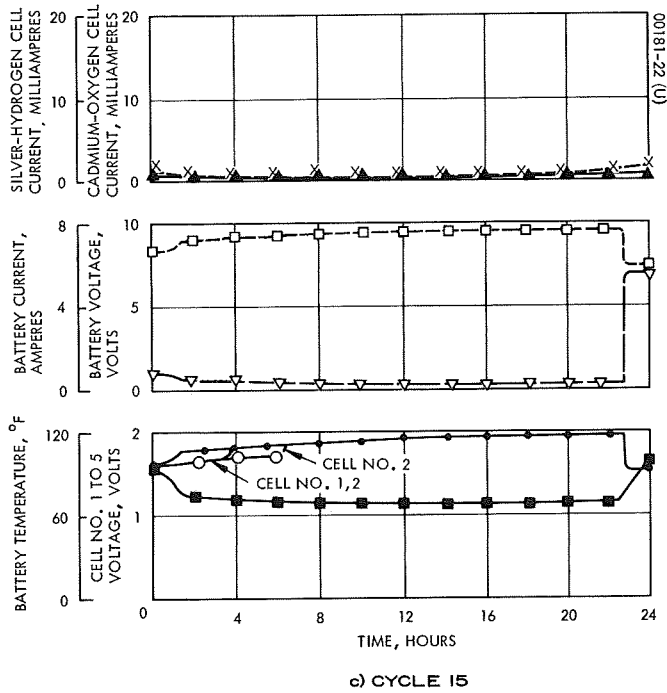 SILVER-HYDROGEN CELL
CURRENT, MILLIAMPERES
CADMIUM-OXYGEN CELL
CURRENT, MILLIAMPERES
20
10
0
20
10
0
00181-22 (U)
BATTERY CURRENT,
AMPERES
BATTERY VOLTAGE,
VOLTS
8
4
0
10
5
0
BATTERY TEMPERATURE, °F
CELL NO. 1 TO 5
VOLTAGE, VOLTS
120
60
0
2
1
CELL NO. 2
CELL NO. 1,2
0
4
8
12
16
20
24
TIME, HOURS
c) CYCLE 15